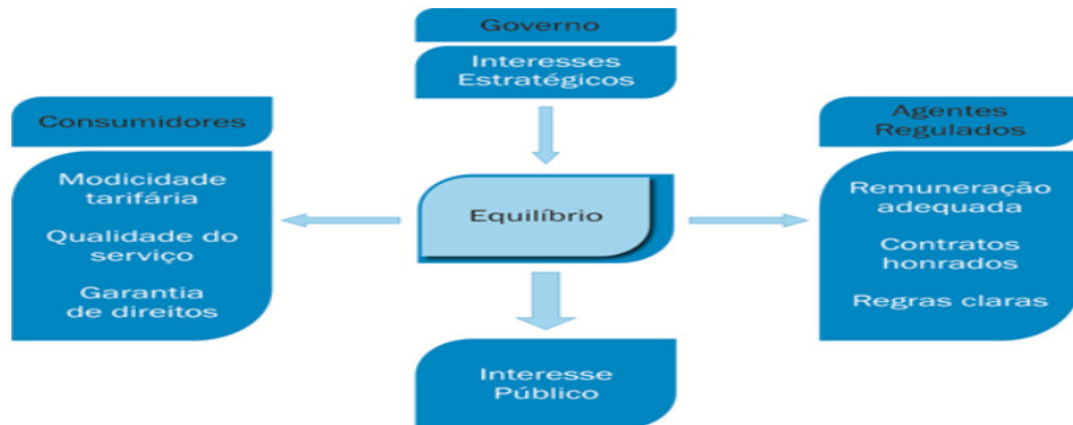 Governo
Interesses
Estratégicos
Consumidores
Modicidade
tarifária
Qualidade do
serviço
Garantia
de direitos
Equilíbrio
Agentes
Regulados
Remuneração
adequada
Contratos
honrados
Regras claras
Interesse
Público